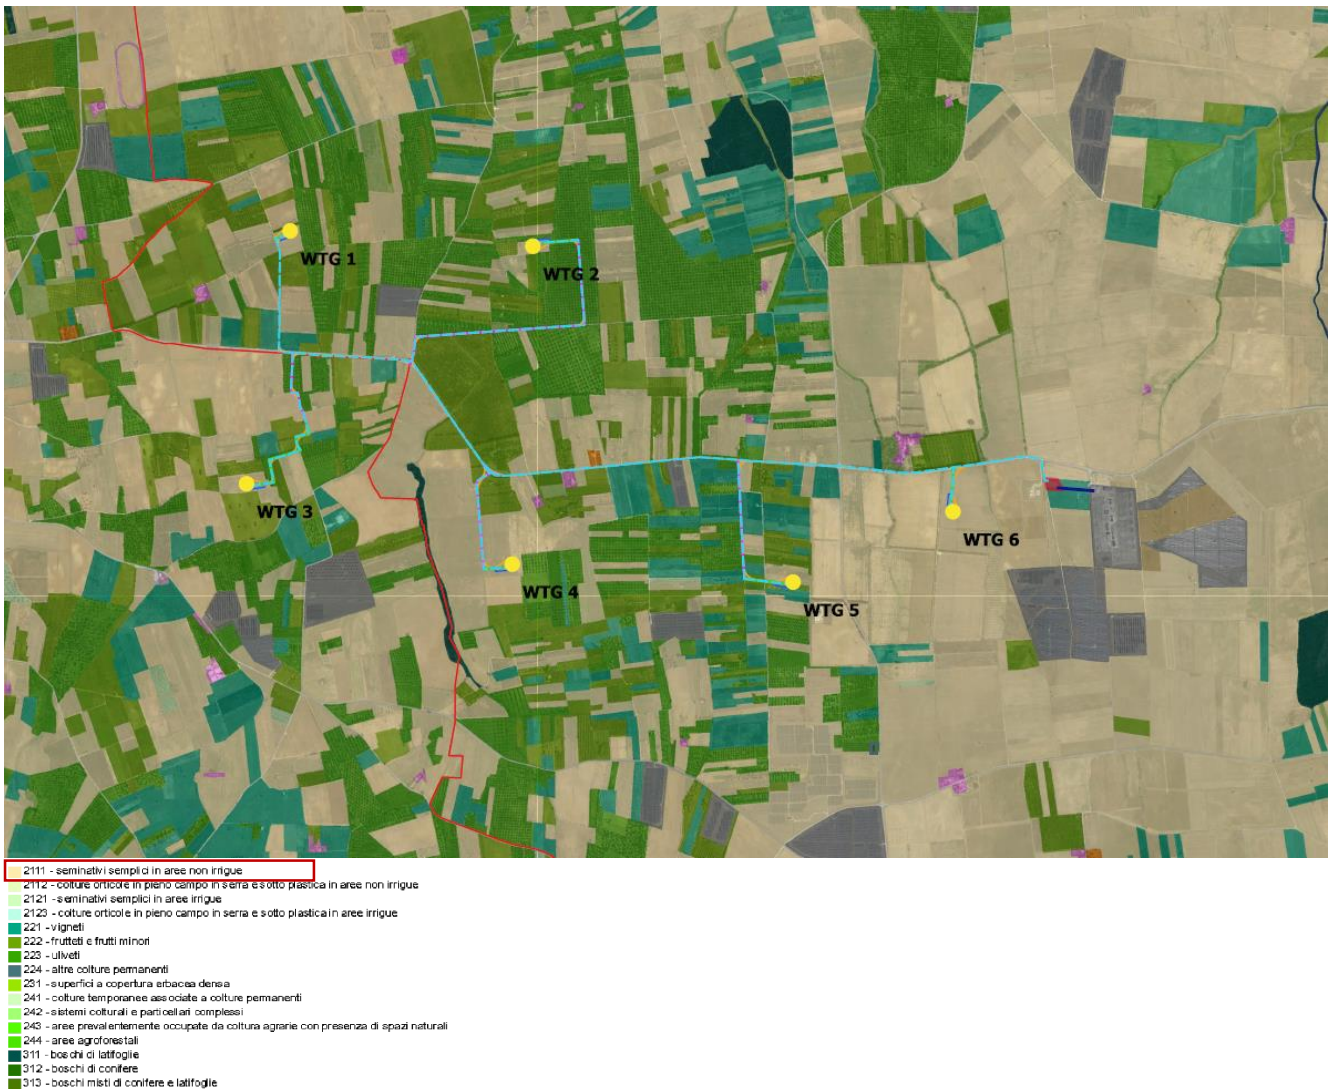 WTG 1
WTG 2
WTG 3
WTG 6
WTG 4
WTG 5
2111 - seminativi semplici in aree non irrigue
2112 - colture orticole in pieno campo in serra e sotto plastica in aree non irrigue
2121 - seminativi semplici in aree irrigue
2123 - colture orticole in pieno campo in serra e sotto plastica in aree irrigue
221 - vigneti
222 - frutteti e frutti minori
223 - uliveti
224 - altre colture permanenti
231 - superfici a copertura erbacea densa
241 - colture temporanee associate a colture permanenti
242 - sistemi colturali e particellari complessi
243 - aree prevalentemente occupate da coltura agrarie con presenza di spazi naturali
244 - aree agroforestali
311 - boschi di latifoglie
312 - boschi di conifere
313 - boschi misti di conifere e latifoglie